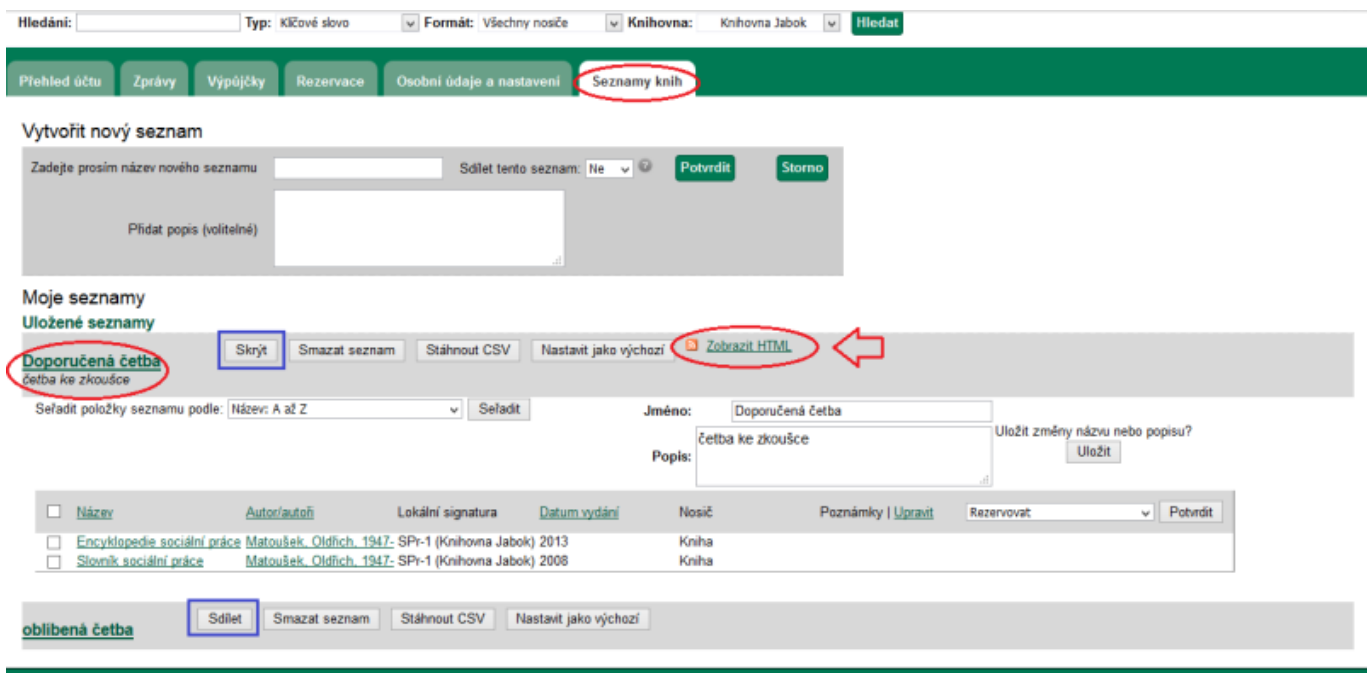 Hledání: Typ: Klíčové slovo Formát: Všechny nosiče Knihovna: Knihovna Jabok Hledat
Přehled účtu Zprávy Výpůjčky Rezervace Osobní údaje a nastavení Seznamy knih
Vytvořit nový seznam
Zadejte prosím název nového seznamu Sdílet tento seznam: Ne Potvrdit Storno
Přidat popis (volitelné)
Moje seznamy
Uložené seznamy
Skrýt Smazat seznam Stáhnout CSV Nastavit jako výchozí Zobrazit HTML
Doporučená četba
četba ke zkoušce
Seřadit položky seznamu podle: Název: A až Z Seřadit Jméno: Doporučená četba
četba ke zkoušce Uložit změny názvu nebo popisu?
Popis: Uložit
Název Autor/autoři Lokální signatura Datum vydání Nosič Poznámky | Upravit Rezervovat Potvrdit
Encyklopedie sociální práce Matoušek, Oldřich, 1947- SPr-1 (Knihovna Jabok) 2013 Kniha
Slovník sociální práce Matoušek, Oldřich, 1947- SPr-1 (Knihovna Jabok) 2008 Kniha
oblíbená četba Sdílet Smazat seznam Stáhnout CSV Nastavit jako výchozí